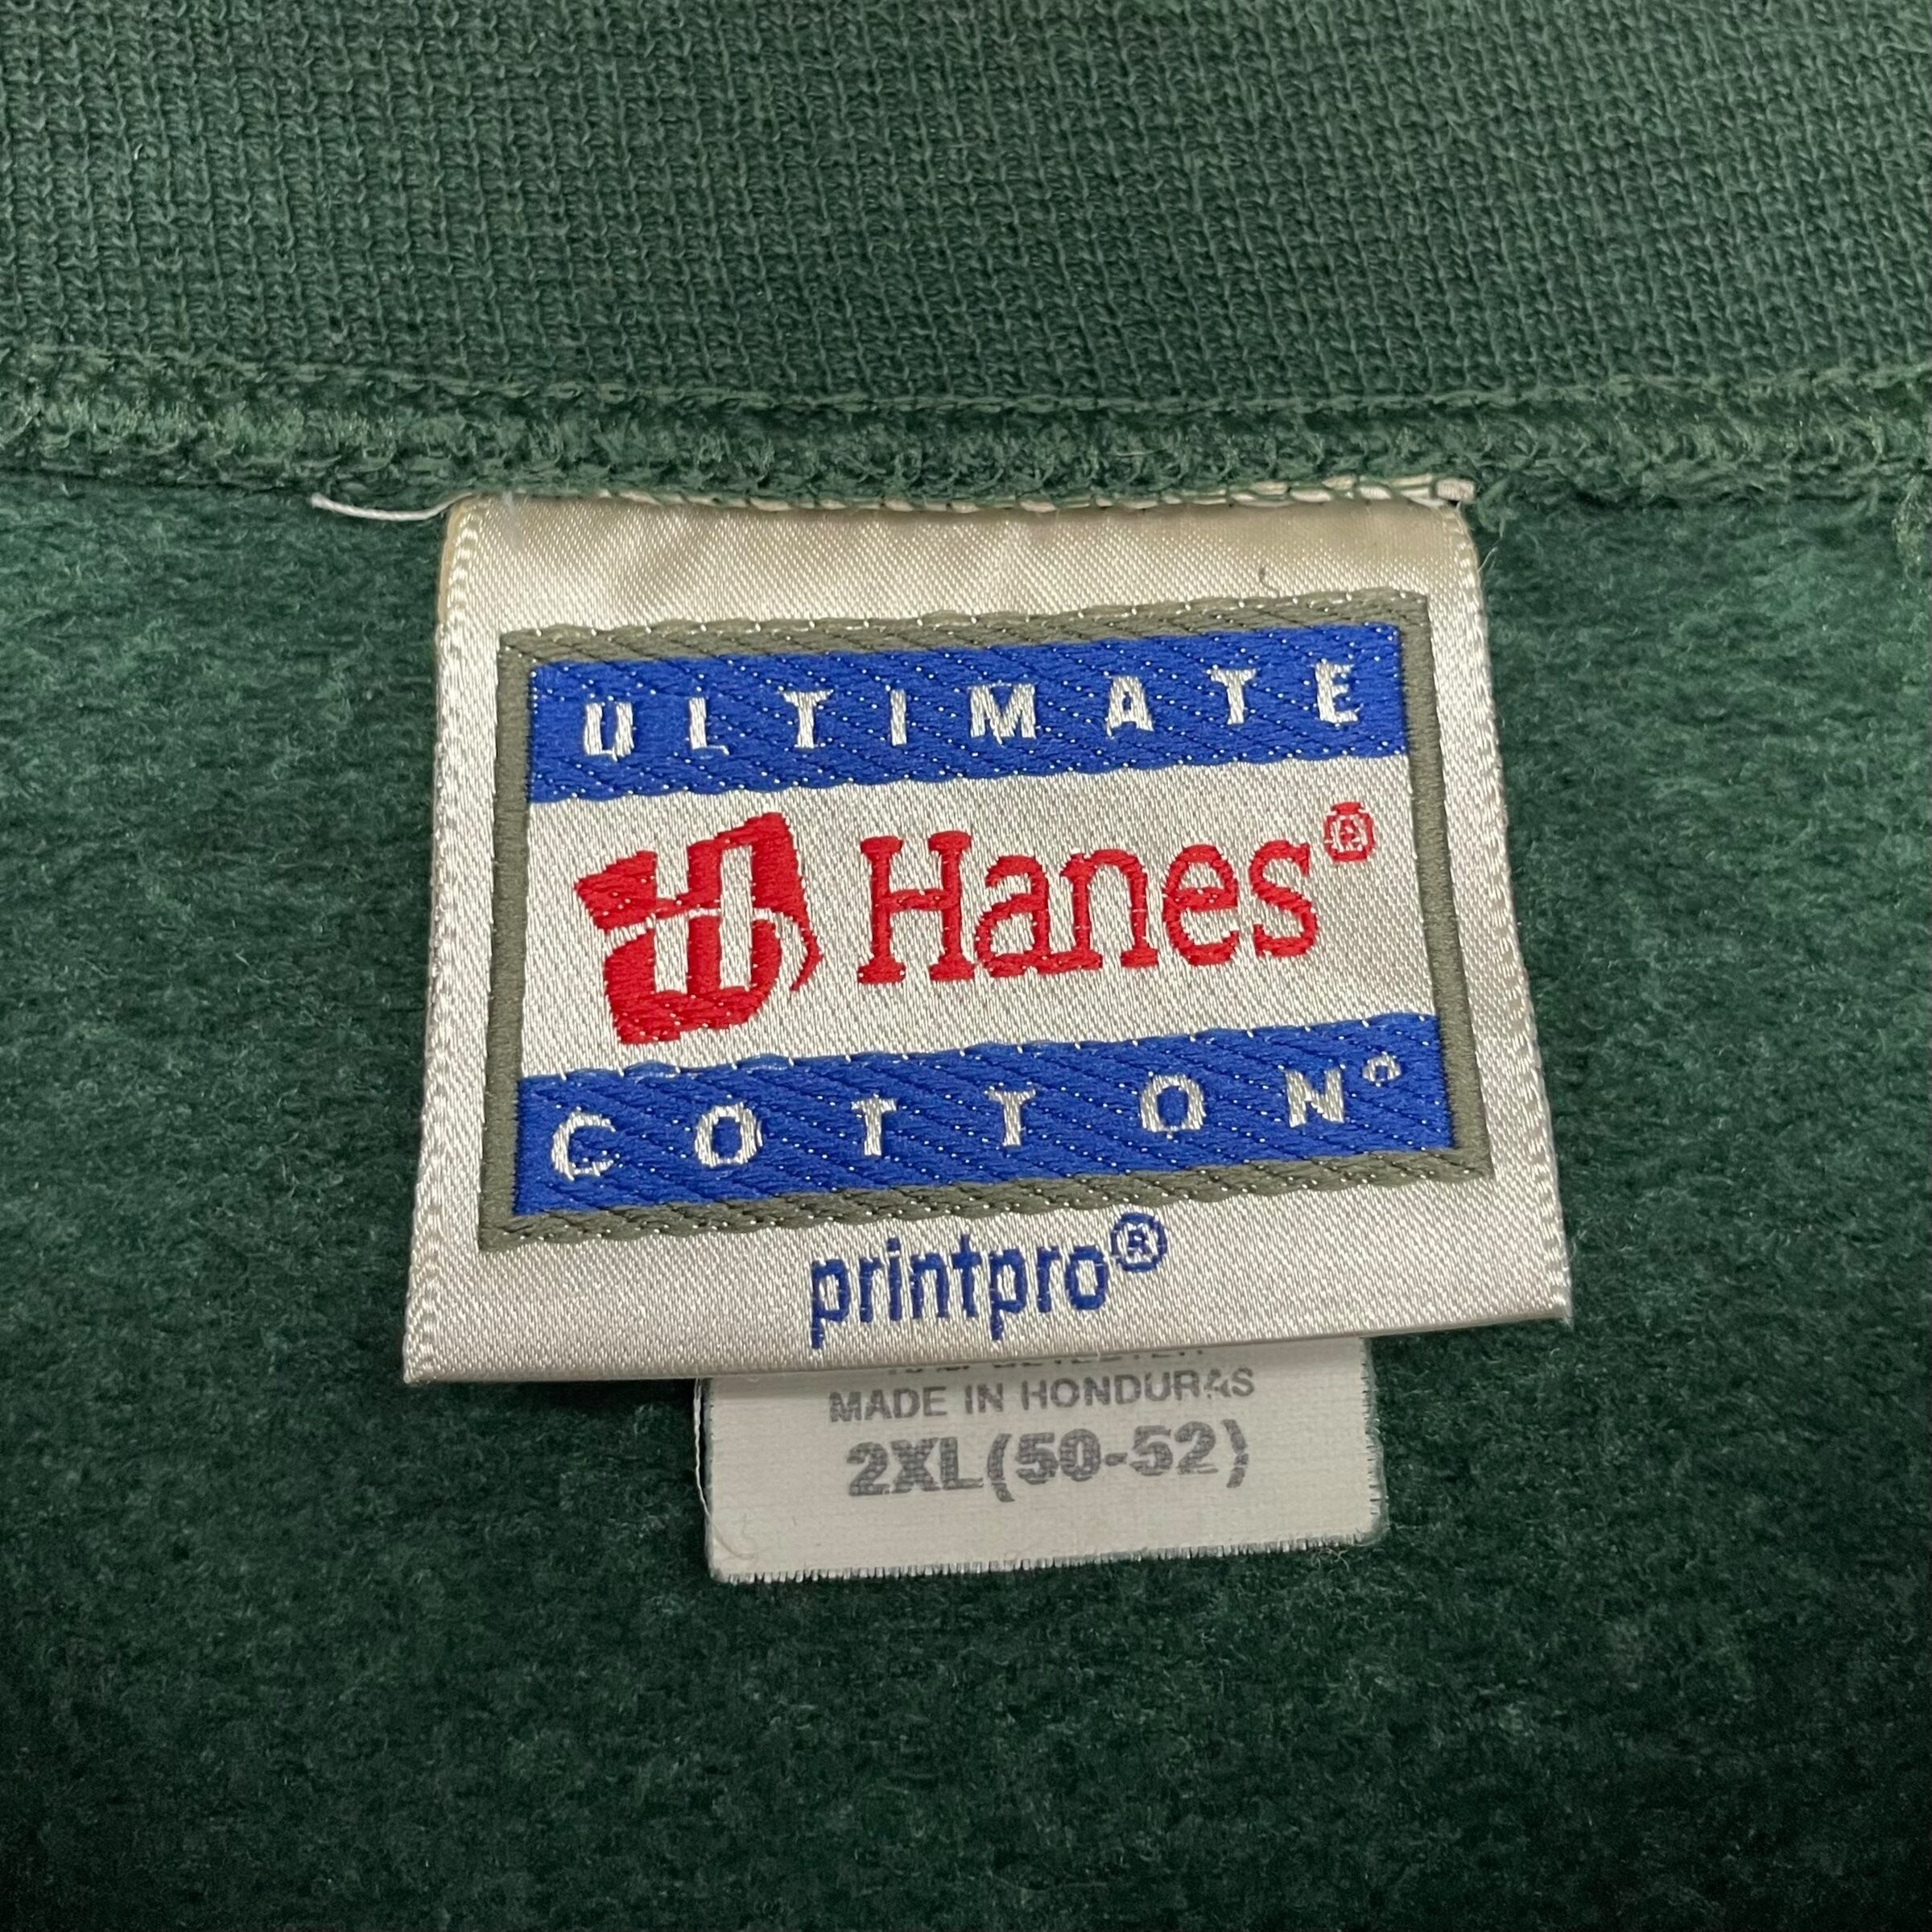 ULTIMATE
Hanes®
COTTON®
printpro®
MADE IN HONDURAS
2XL(50-52)